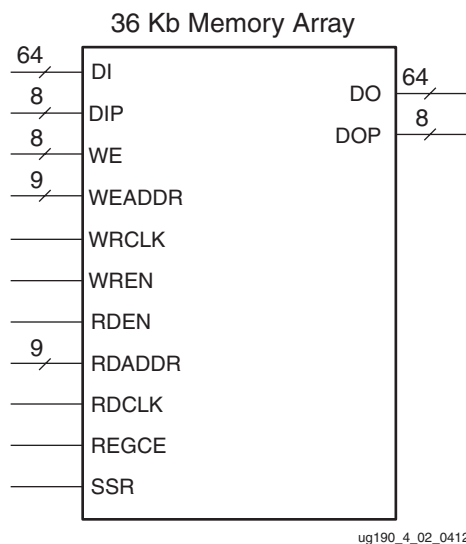 36 Kb Memory Array
64
DI
8
DIP
8
WE
9
WEADDR
WRCLK
WREN
RDEN
9
RDADDR
RDCLK
REGCE
SSR
DO
64
DOP
8
ug190_4_02_0412